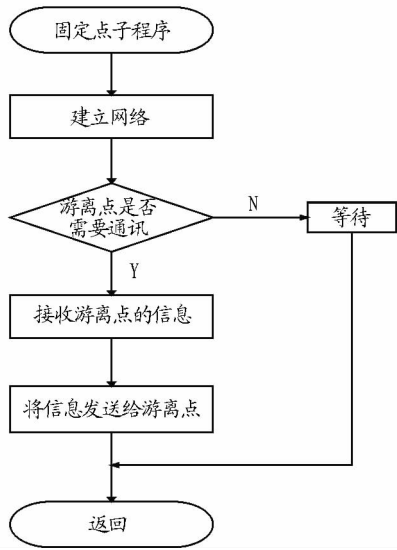 固定点子程序
建立网络
游离点是否
需要通讯
N
等待
Y
接收游离点的信息
将信息发送给游离点
返回